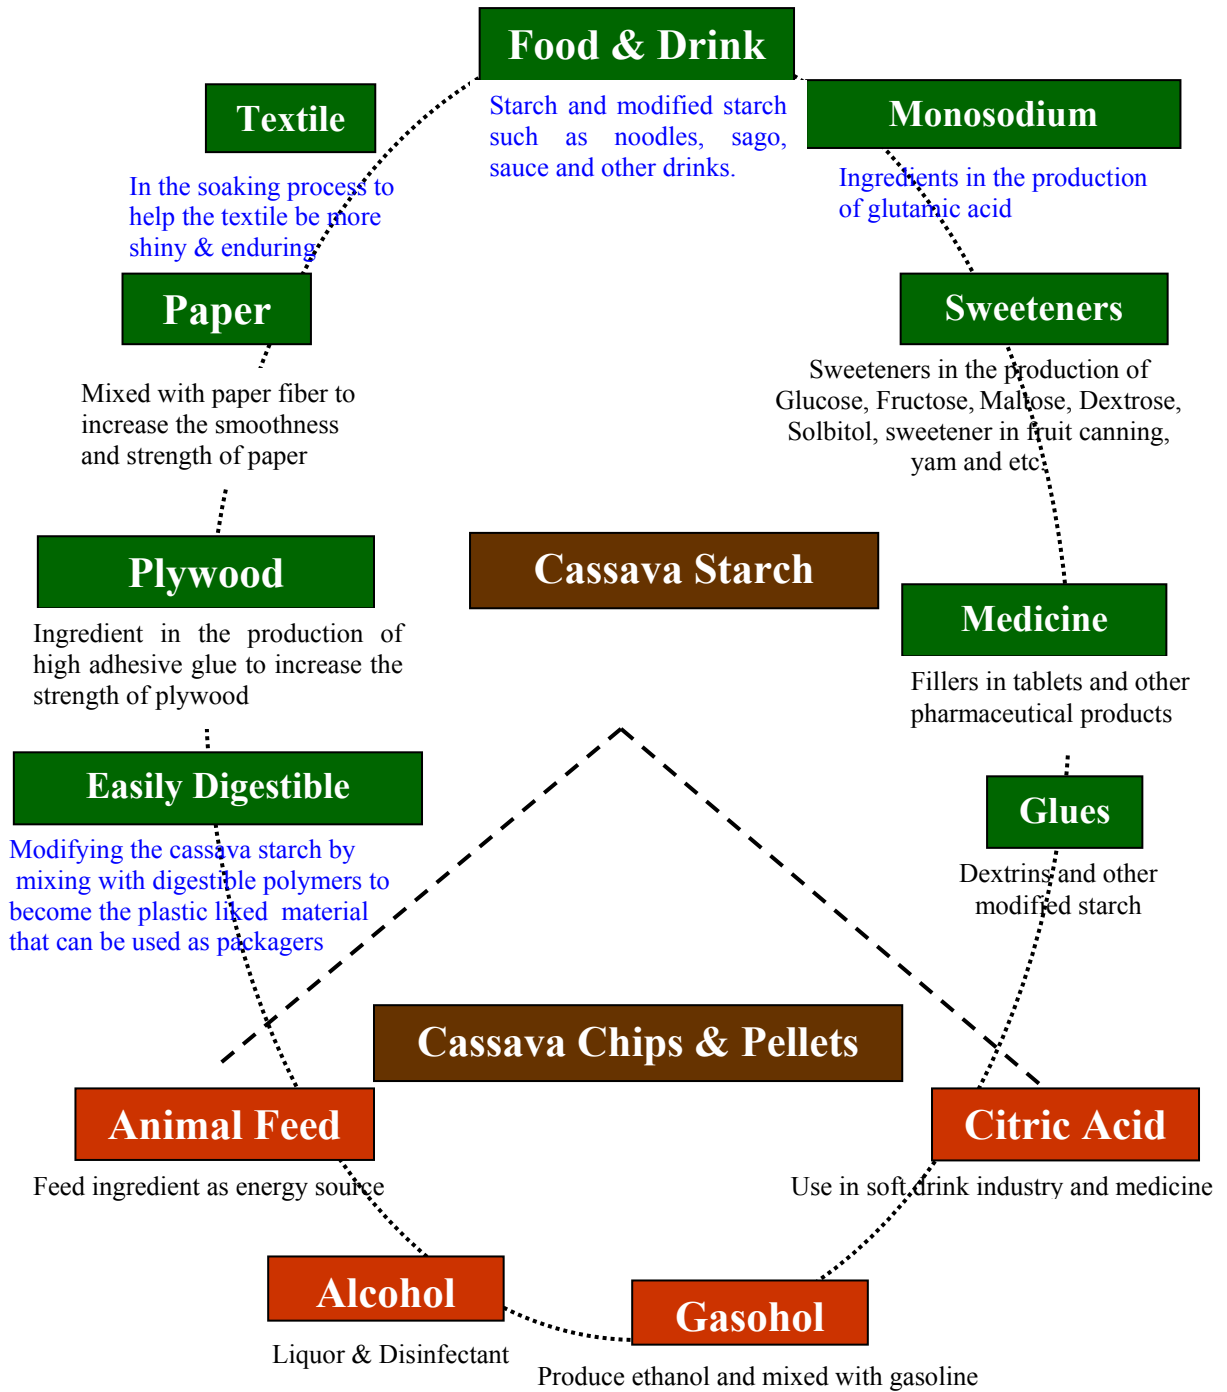 Food & Drink
Starch and modified starch
such as noodles, sago,
sauce and other drinks.
Textile
In the soaking process to
help the textile be more
shiny & enduring
Monosodium
Ingredients in the production
of glutamic acid
Paper
Mixed with paper fiber to
increase the smoothness
and strength of paper
Sweeteners
Sweeteners in the production of
Glucose, Fructose, Maltose, Dextrose,
Solbitol, sweetener in fruit canning,
yam and etc.
Plywood
Ingredient in the production of
high adhesive glue to increase the
strength of plywood
Cassava Starch
Medicine
Fillers in tablets and other
pharmaceutical products
Easily Digestible
Modifying the cassava starch by
mixing with digestible polymers to
become the plastic liked material
that can be used as packagers
Glues
Dextrins and other
modified starch
Cassava Chips & Pellets
Animal Feed
Feed ingredient as energy source
Citric Acid
Use in soft drink industry and medicine
Alcohol
Liquor & Disinfectant
Gasohol
Produce ethanol and mixed with gasoline